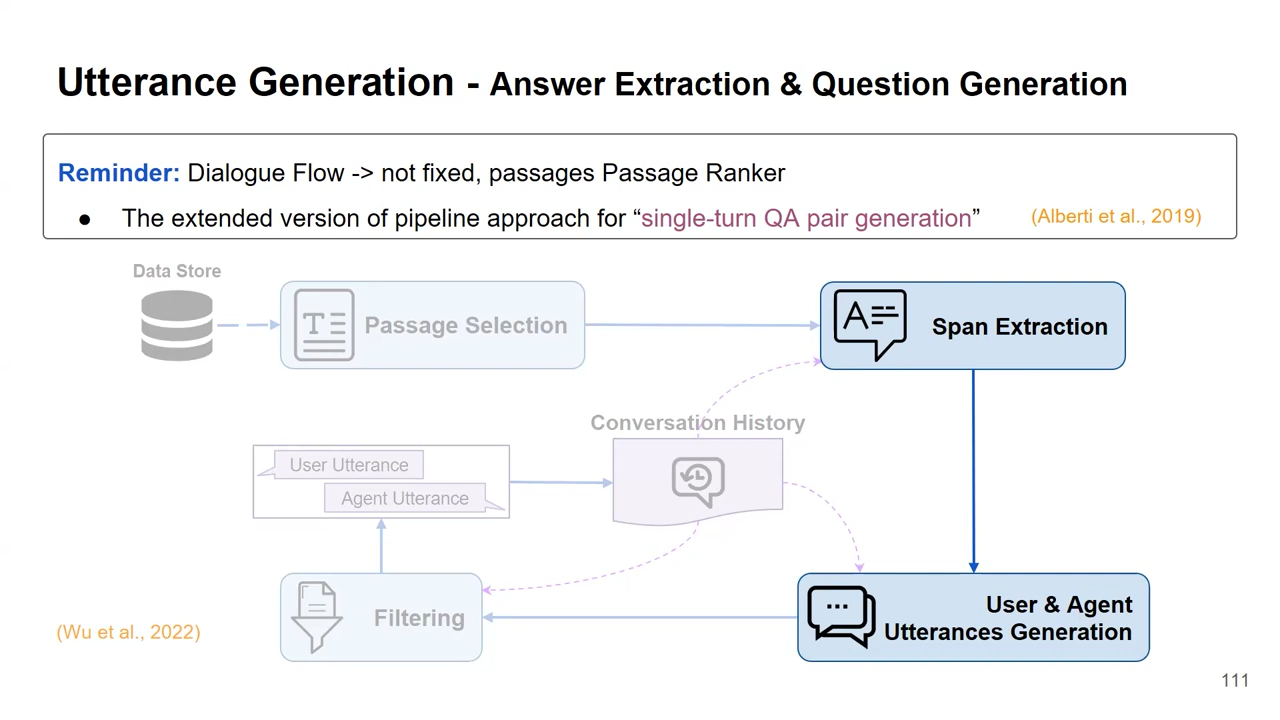 Utterance Generation - Answer Extraction & Question Generation
Reminder: Dialogue Flow -> not fixed, passages Passage Ranker
● The extended version of pipeline approach for “single-turn QA pair generation” (Alberti et al., 2019)
Data Store
Passage Selection
Span Extraction
Conversation History
User Utterance
Agent Utterance
Filtering
User & Agent
Utterances Generation
(Wu et al., 2022)
111